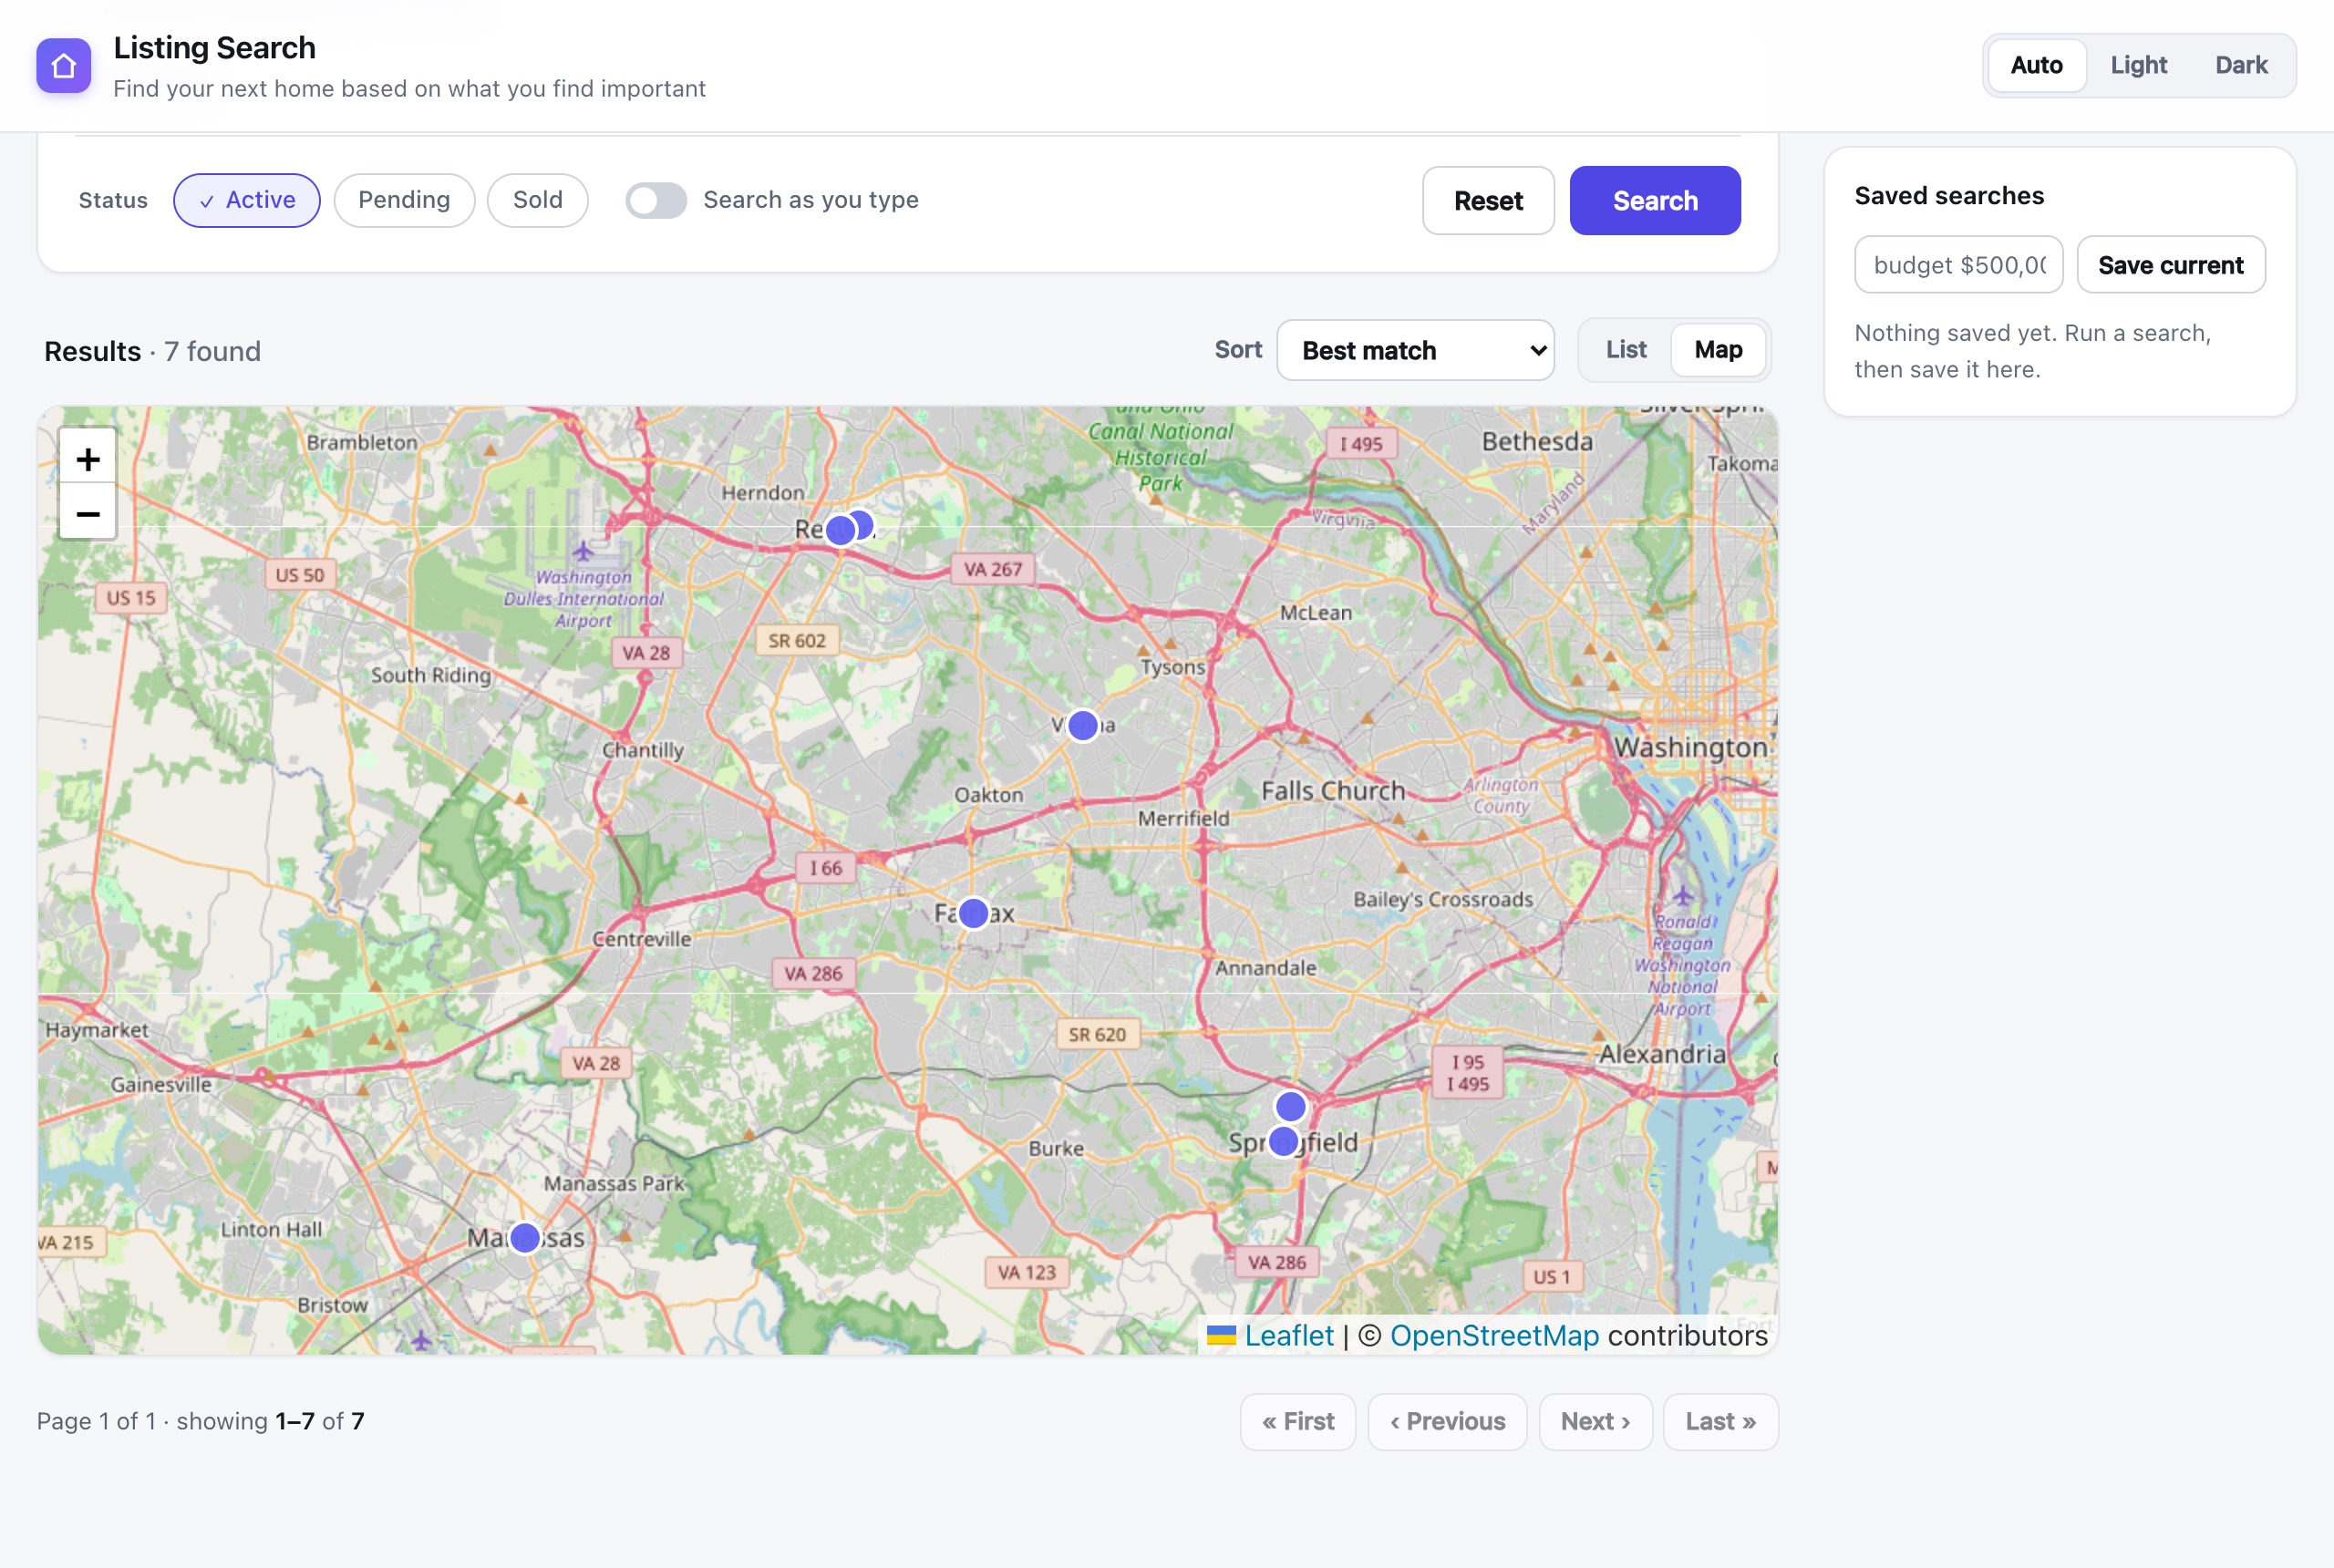 Listing Search
Find your next home based on what you find important
Auto Light Dark
Status ✓ Active Pending Sold Search as you type Reset Search
Saved searches
budget $500,00 Save current
Nothing saved yet. Run a search,
then save it here.
Results · 7 found
Sort Best match List Map
+
−
Canal National
Historical
Park
Brambleton
I 495
Bethesda
Takoma
Herndon
Virginia
Maryland
US 50
US 15
VA 267
Washington
Dulles International
Airport
McLean
SR 602
VA 28
Tysons
South Riding
Chantilly
Washington
Oakton
Falls Church
Arlington
County
Merrifield
I 66
Bailey's Crossroads
Centreville
Ronald
Reagan
Washington
National
Airport
VA 286
Annandale
Haymarket
SR 620
Alexandria
VA 28
I 95
I 495
Gainesville
Burke
Manassas Park
Linton Hall
VA 215
VA 286
VA 123
US 1
Bristow
Leaflet | © OpenStreetMap contributors
Page 1 of 1 · showing 1–7 of 7
« First ‹ Previous Next › Last »